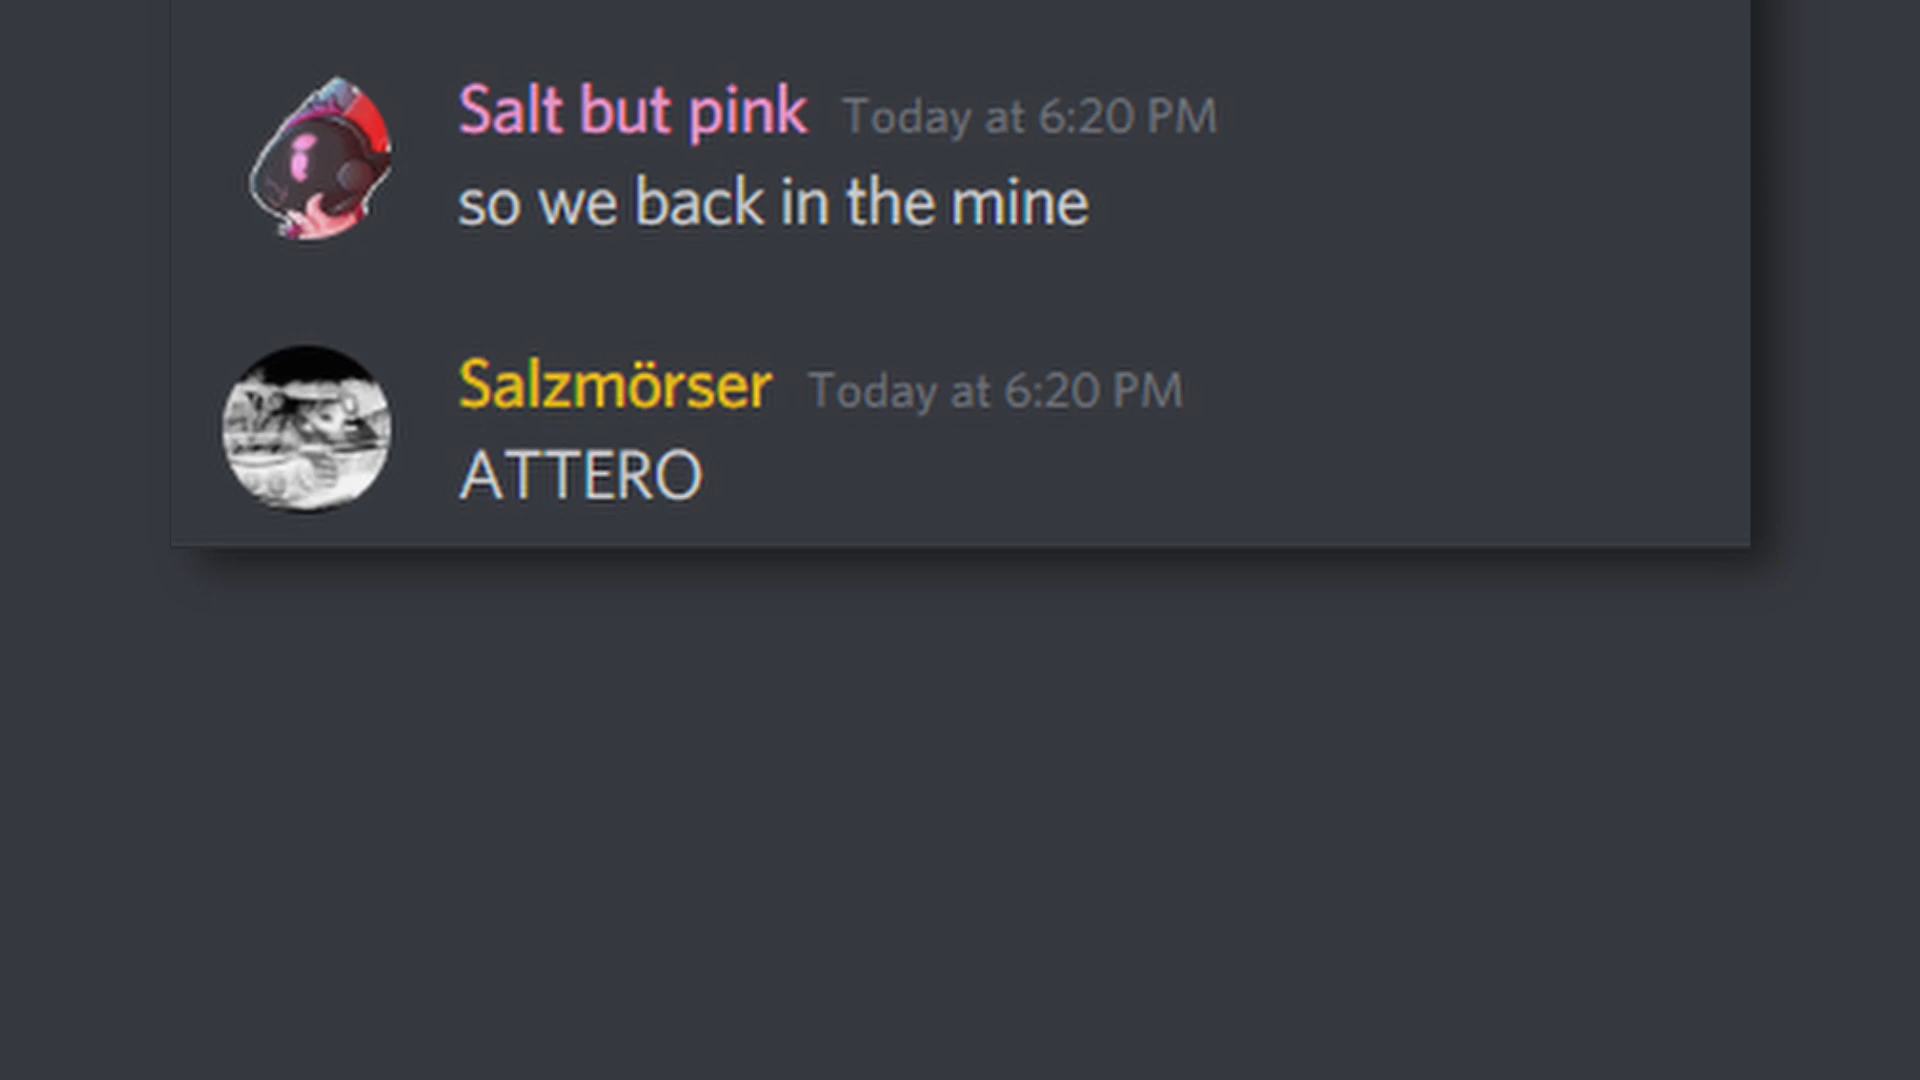 Salt but pink Today at 6:20 PM
so we back in the mine
Salzmörser Today at 6:20 PM
ATTERO